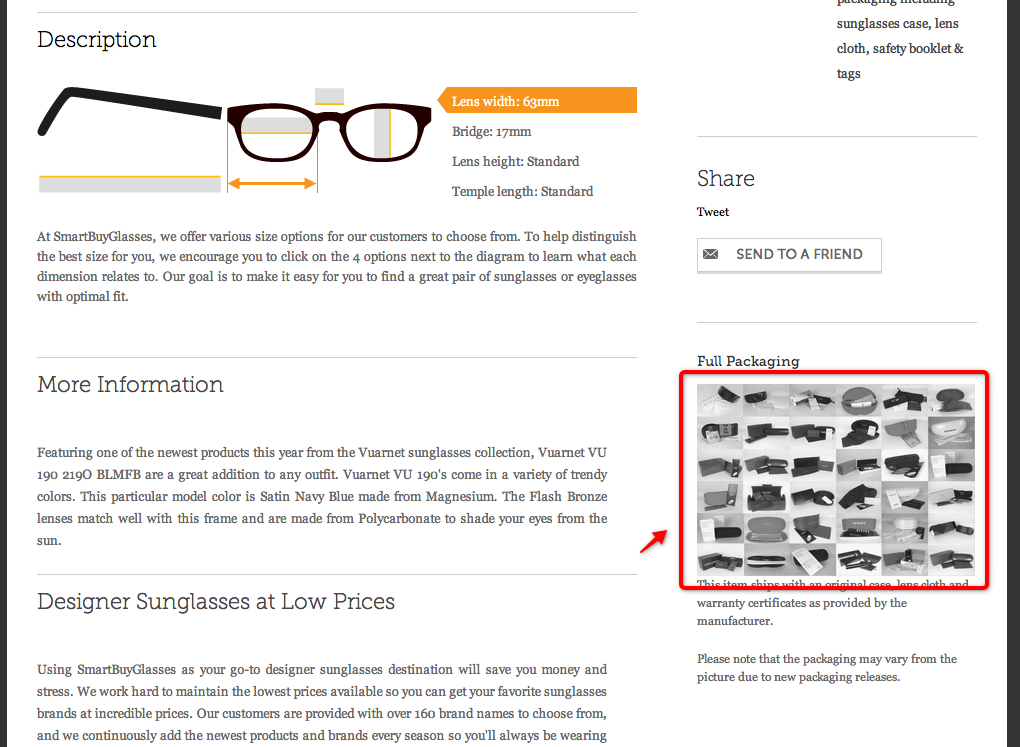 Description
Lens width: 63mm
Bridge: 17mm
Lens height: Standard
Temple length: Standard
At SmartBuyGlasses, we offer various size options for our customers to choose from. To help distinguish
the best size for you, we encourage you to click on the 4 options next to the diagram to learn what each
dimension relates to. Our goal is to make it easy for you to find a great pair of sunglasses or eyeglasses
with optimal fit.
More Information
Featuring one of the newest products this year from the Vuarnet sunglasses collection, Vuarnet VU
190 219O BLMFB are a great addition to any outfit. Vuarnet VU 190's come in a variety of trendy
colors. This particular model color is Satin Navy Blue made from Magnesium. The Flash Bronze
lenses match well with this frame and are made from Polycarbonate to shade your eyes from the
sun.
Designer Sunglasses at Low Prices
Using SmartBuyGlasses as your go-to designer sunglasses destination will save you money and
stress. We work hard to maintain the lowest prices available so you can get your favorite sunglasses
brands at incredible prices. Our customers are provided with over 160 brand names to choose from,
and we continuously add the newest products and brands every season so you'll always be wearing
packaging including
sunglasses case, lens
cloth, safety booklet &
tags
Share
Tweet
SEND TO A FRIEND
Full Packaging
This item ships with an original case, lens cloth and
warranty certificates as provided by the
manufacturer.
Please note that the packaging may vary from the
picture due to new packaging releases.